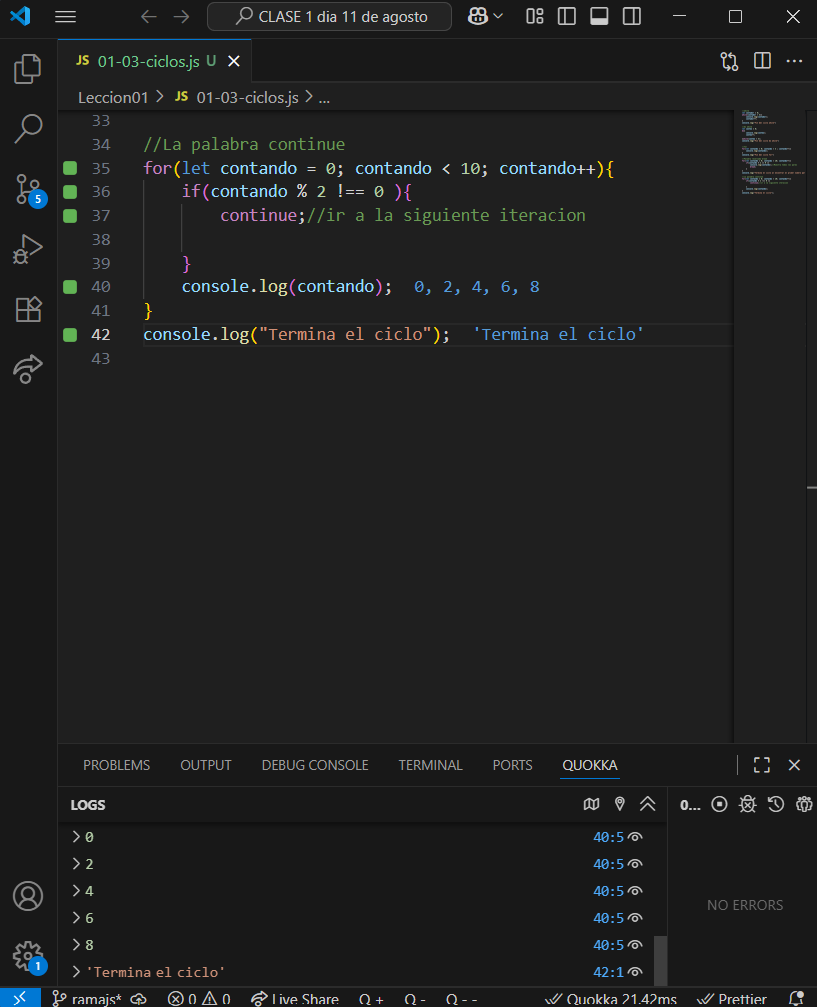 CLASE 1 dia 11 de agosto
JS 01-03-ciclos.js U
Leccion01 > JS 01-03-ciclos.js > ...
33
34 //La palabra continue
35 for(let contando = 0; contando < 10; contando++){
36 if(contando % 2 !== 0 ){
37 continue;//ir a la siguiente iteracion
38
39 }
40 console.log(contando); 0, 2, 4, 6, 8
41 }
42 console.log("Termina el ciclo"); 'Termina el ciclo'
43
5
PROBLEMS OUTPUT DEBUG CONSOLE TERMINAL PORTS QUOKKA
LOGS 0...
0 40:5
2 40:5
4 40:5
6 40:5
8 40:5
'Termina el ciclo' 42:1
NO ERRORS
1
ramajs* 0 0 Live Share Q + Q - Q - - Quokka 21.42ms Prettier